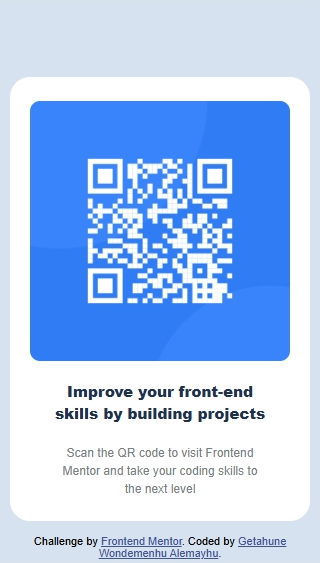 Improve your front-end
skills by building projects
Scan the QR code to visit Frontend
Mentor and take your coding skills to
the next level
Challenge by Frontend Mentor. Coded by Getahune
Wondemenhu Alemayhu.